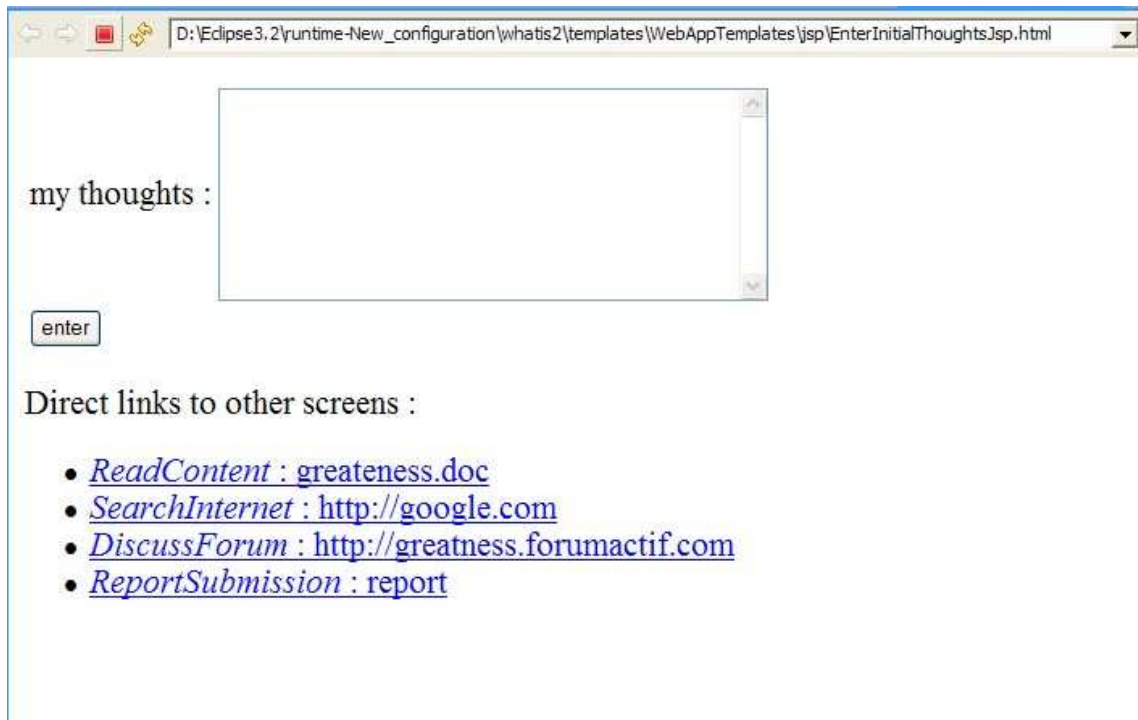 D:\Eclipse3.2\runtime-New_configuration\whatis2\templates\WebAppTemplates\jsp\EnterInitialThoughtsJsp.html
my thoughts :
enter
Direct links to other screens :
• ReadContent : greateness.doc
• SearchInternet : http://google.com
• DiscussForum : http://greatness.forumactif.com
• ReportSubmission : report